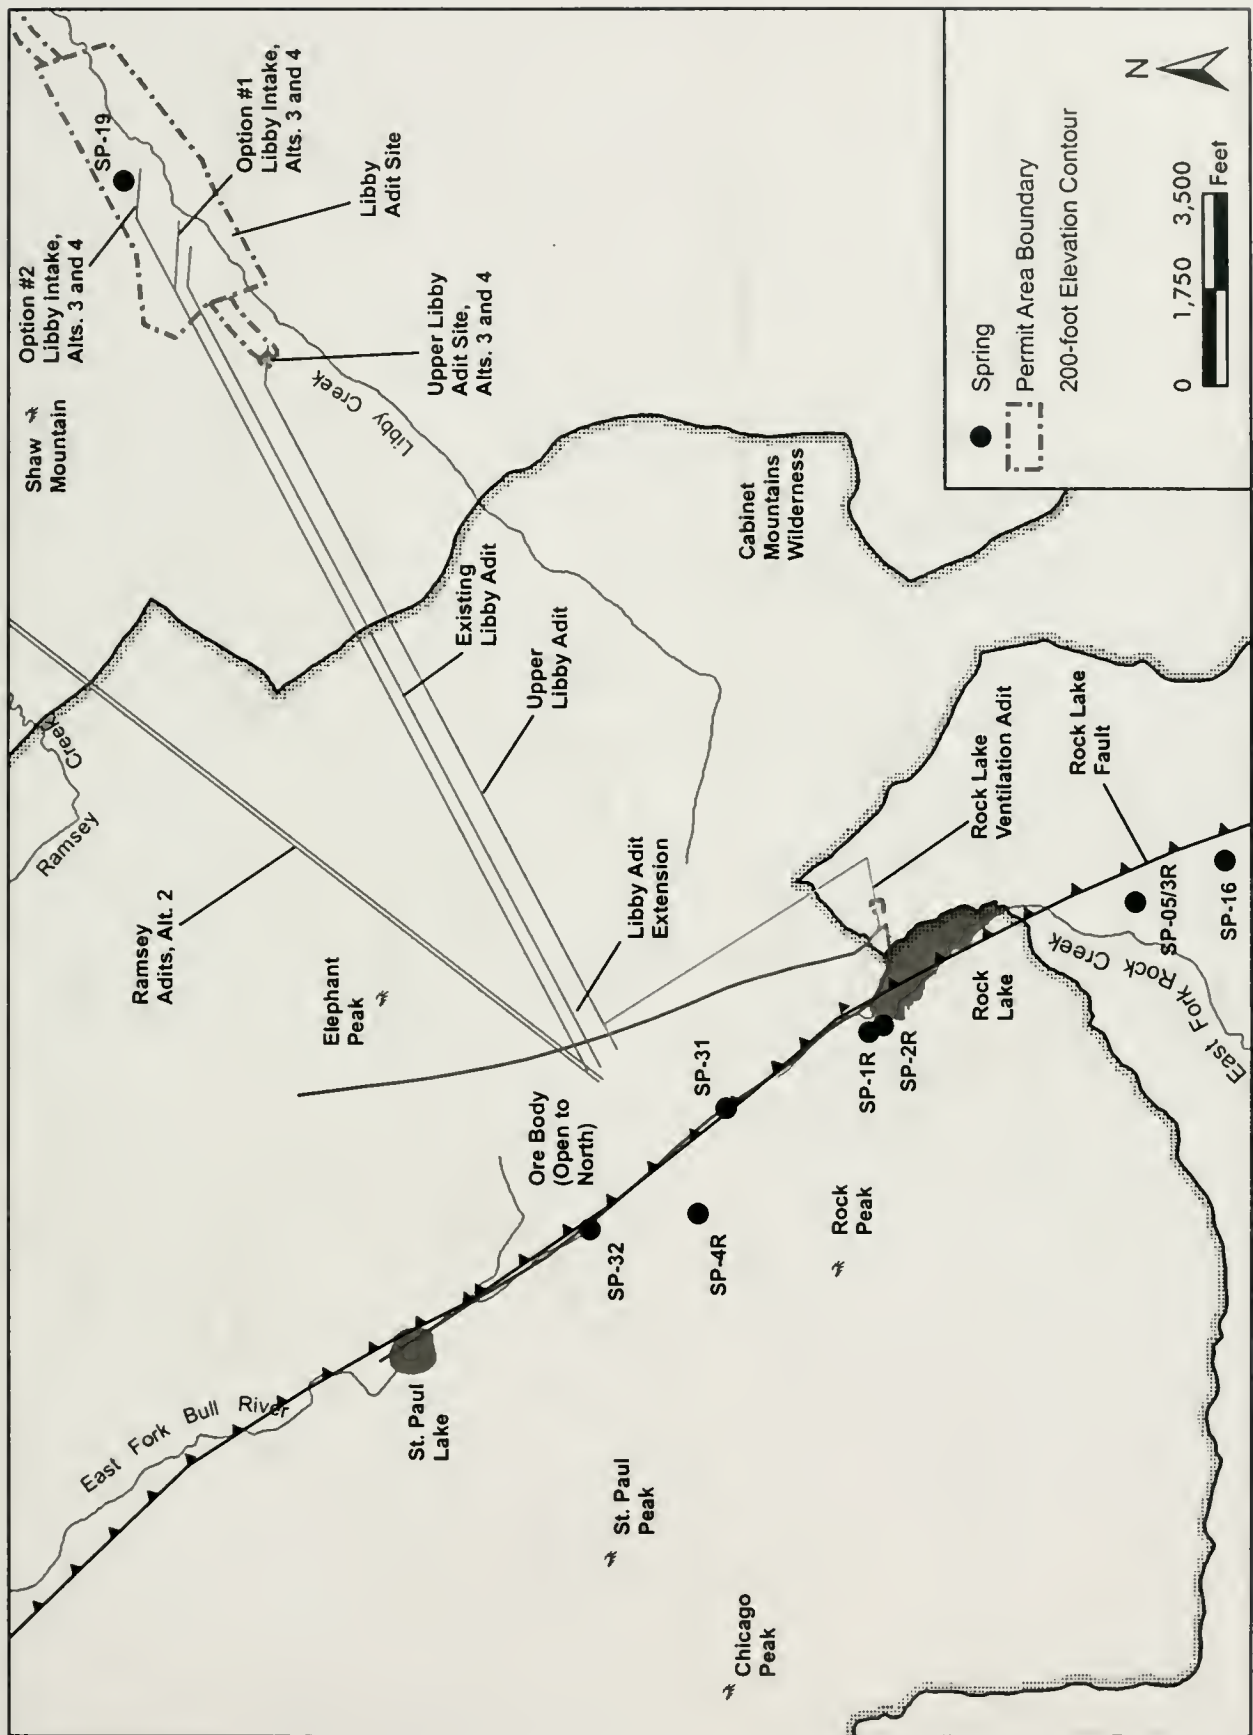 Shaw
Mountain
Option #2
Libby Intake,
Alts. 3 and 4
SP-19
Option #1
Libby Intake,
Alts. 3 and 4
Libby
Adit Site
Upper Libby
Adit Site,
Alts. 3 and 4
Libby Creek
Ramsey
Creek
Ramsey
Adits, Alt. 2
Existing
Libby Adit
Upper
Libby Adit
Cabinet
Mountains
Wilderness
Elephant
Peak
Libby Adit
Extension
Ore Body
(Open to
North)
East Fork Bull River
St. Paul
Lake
SP-32
SP-31
SP-4R
Rock
Peak
St. Paul
Peak
Chicago
Peak
SP-1R
SP-2R
Rock
Lake
Rock Lake
Ventilation Adit
Rock Lake
Fault
East Fork Rock Creek
SP-05/3R
SP-16
N
Spring
Permit Area Boundary
200-foot Elevation Contour
0 1,750 3,500
Feet